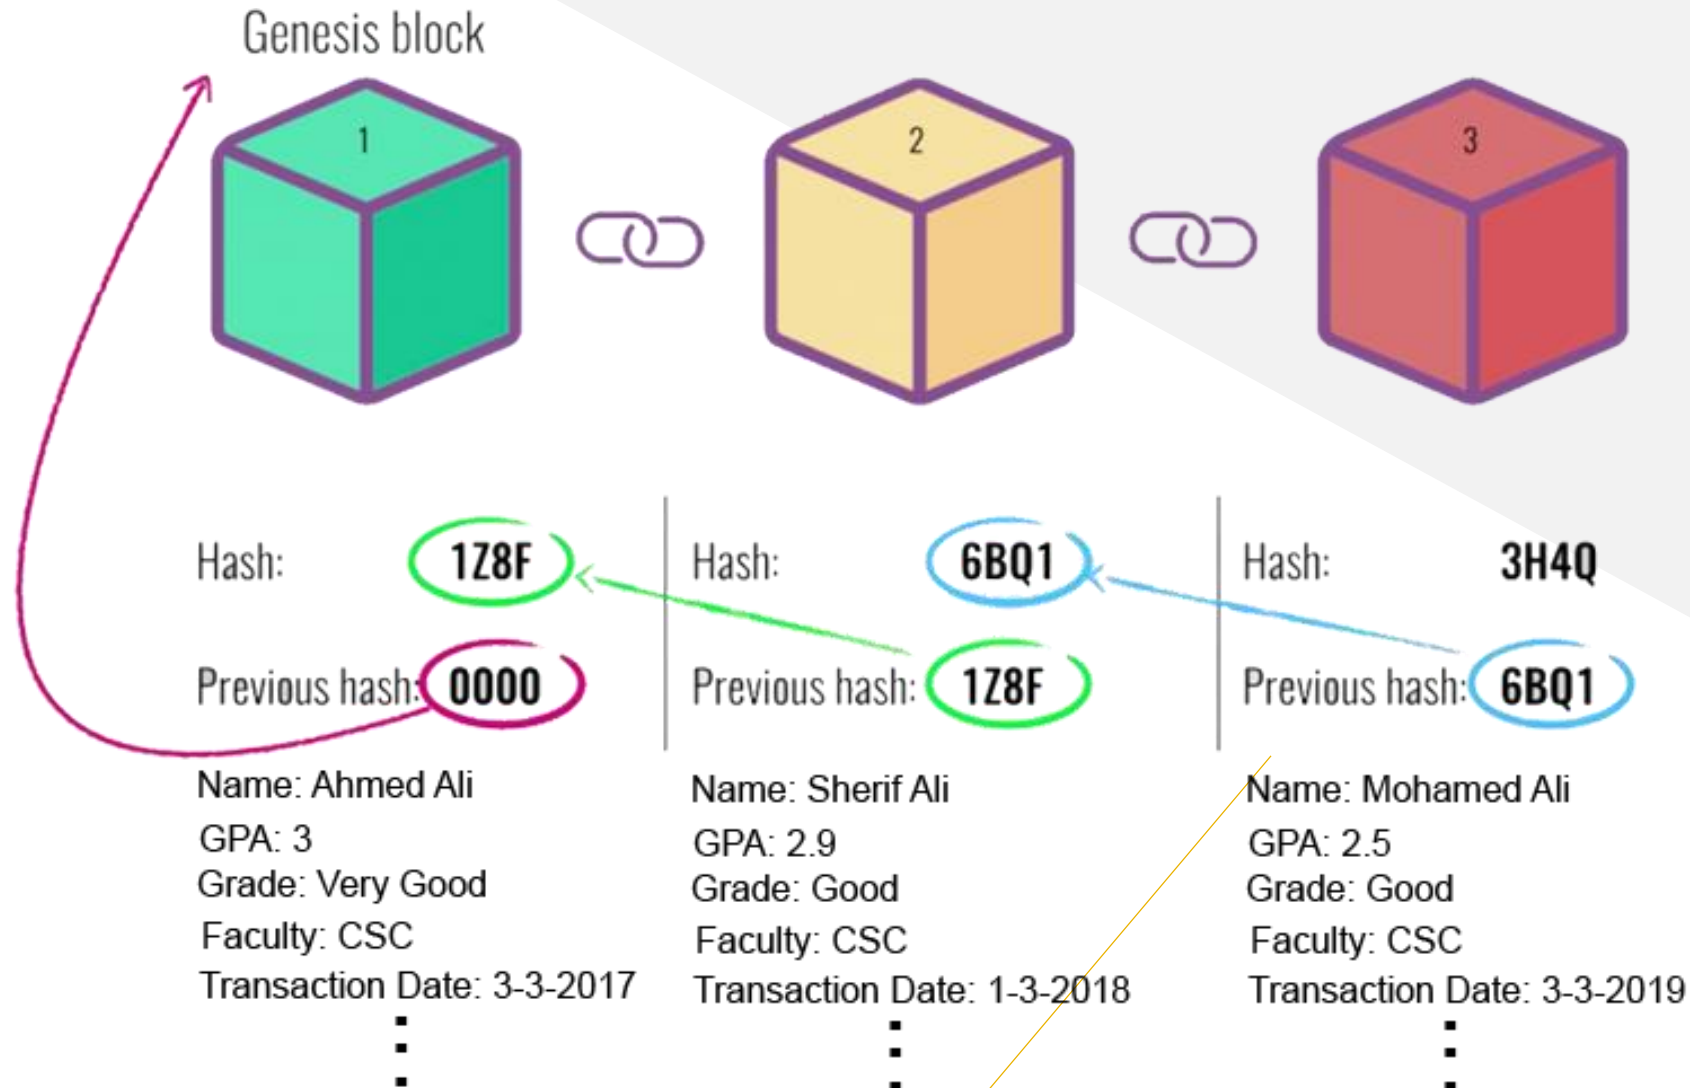 Genesis block
1
2
3
Hash: 1Z8F
Previous hash: 0000
Name: Ahmed Ali
GPA: 3
Grade: Very Good
Faculty: CSC
Transaction Date: 3-3-2017
Hash: 6BQ1
Previous hash: 1Z8F
Name: Sherif Ali
GPA: 2.9
Grade: Good
Faculty: CSC
Transaction Date: 1-3-2018
Hash: 3H4Q
Previous hash: 6BQ1
Name: Mohamed Ali
GPA: 2.5
Grade: Good
Faculty: CSC
Transaction Date: 3-3-2019